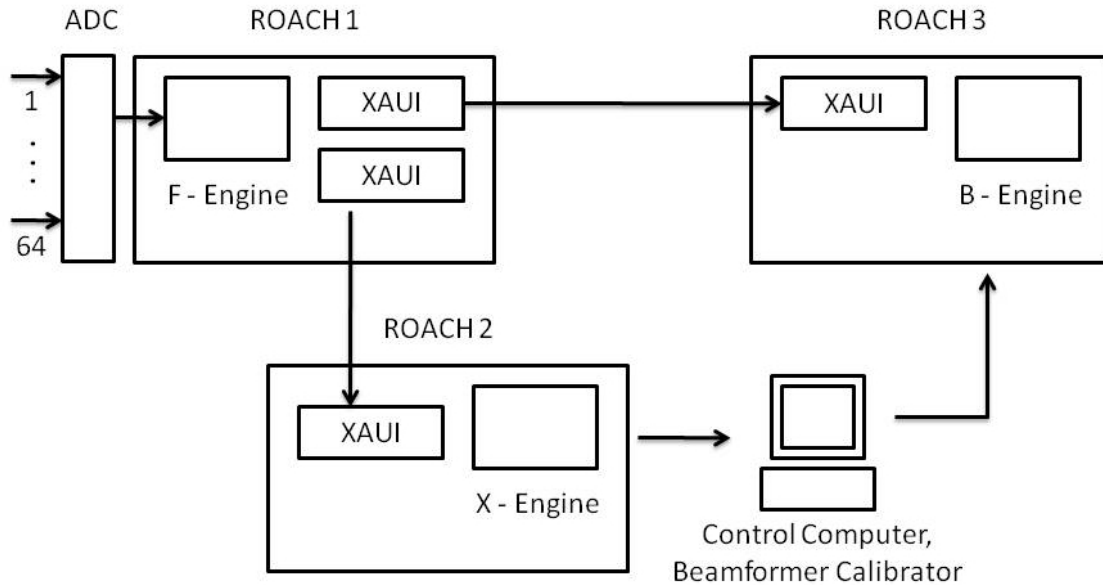 ADC
ROACH 1
ROACH 3
1
XAUI
XAUI
.
.
.
XAUI
F - Engine
B - Engine
64
ROACH 2
XAUI
X - Engine
Control Computer,
Beamformer Calibrator